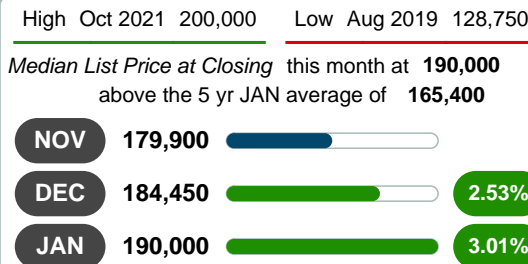 High Oct 2021 200,000 Low Aug 2019 128,750
Median List Price at Closing this month at 190,000
above the 5 yr JAN average of 165,400
NOV 179,900
DEC 184,450 2.53%
JAN 190,000 3.01%